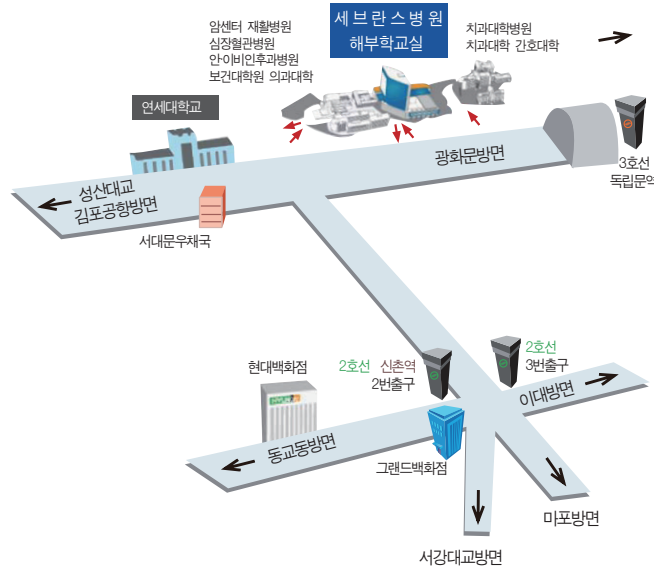 암센터 재활병원
심장혈관병원
안·이비인후과병원
보건대학원 의과대학
세브란스병원
해부학교실
치과대학병원
치과대학 간호대학
연세대학교
광화문방면
3호선
독립문역
성산대교
김포공항방면
서대문우체국
현대백화점
2호선 신촌역
2번출구
2호선
3번출구
이대방면
동교동방면
그랜드백화점
마포방면
서강대교방면